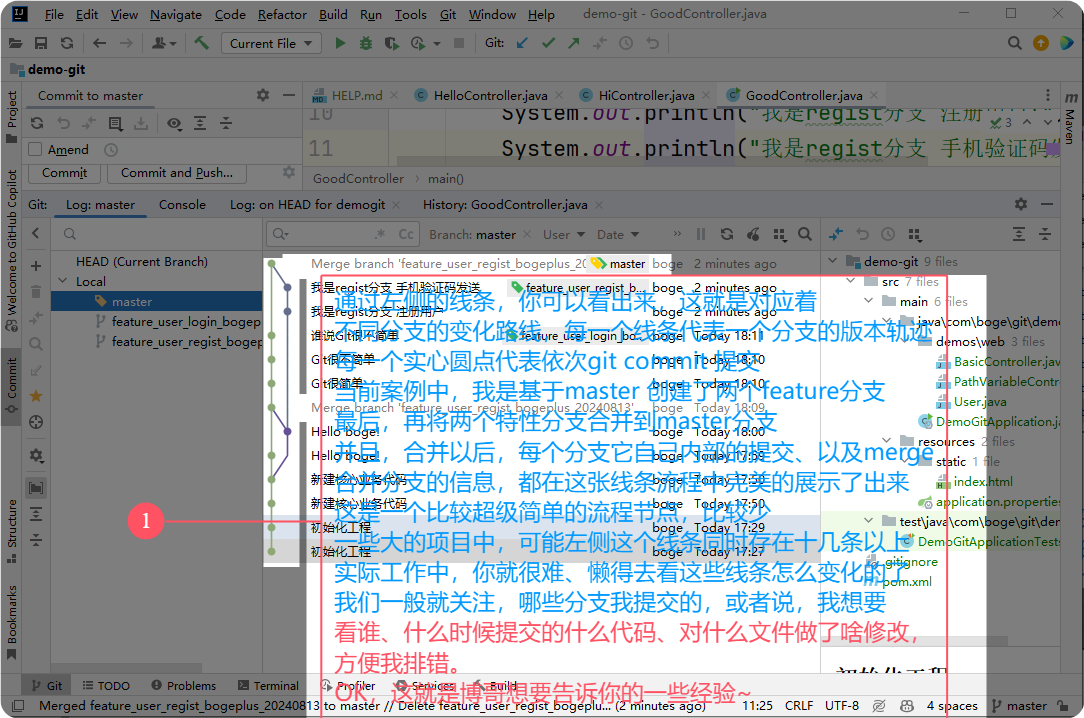 File Edit View Navigate Code Refactor Build Run Tools Git Window Help demo-git - GoodController.java
Current File Git:
demo-git
Project
Welcome to GitHub Copilot
Commit
Structure
Bookmarks
Maven
Commit to master
HELP.md HelloController.java HiController.java GoodController.java
10 System.out.println("我是regist分支 注册
3
11 System.out.println("我是regist分支 手机验证码
Amend
Commit Commit and Push...
GoodController main()
Git: Log: master Console Log: on HEAD for demogit History: GoodController.java
Cc Branch: master User Date
HEAD (Current Branch)
Local
master
feature_user_login_bogep
feature_user_regist_bogepl
Merge branch 'feature_user_regist_bogeplus_20 master boge 2 minutes ago
我是regist分支 手机验证码发送 feature_user_regist_b... boge 2 minutes ago
我是regist分支 注册用户 boge 2 minutes ago
谁说Git很不简单 feature_user_login_bo... boge Today 18:11
Git很不简单 boge Today 18:10
Git很简单 boge Today 18:10
Merge branch 'feature_user_regist_bogeplus_20240813' boge Today 18:09
Hello boge! boge Today 18:00
Hello boge! boge Today 17:59
新建核心业务代码 boge Today 17:50
新建核心业务代码 boge Today 17:50
初始化工程 boge Today 17:29
初始化工程 boge Today 17:27
demo-git 9 files
src 7 files
main 6 files
java\com\boge\git\demo
demos\web 3 files
BasicController.jav
PathVariableContr
User.java
DemoGitApplication.j
resources 2 files
static 1 file
index.html
application.properties
test\java\com\boge\git\dem
DemoGitApplicationTests
.gitignore
pom.xml
初始化工程
1
通过左侧的线条，你可以看出来，这就是对应着
不同分支的变化路线，每一个线条代表一个分支的版本轨迹
每一个实心圆点代表依次git commit 提交
当前案例中，我是基于master 创建了两个feature分支
最后，再将两个特性分支合并到master分支
并且，合并以后，每个分支它自己内部的提交、以及merge
合并分支的信息，都在这张线条流程中完美的展示了出来
这是一个比较超级简单的流程节点，比较少
一些大的项目中，可能左侧这个线条同时存在十几条以上
实际工作中，你就很难、懒得去看这些线条怎么变化的了
我们一般就关注，哪些分支我提交的，或者说，我想要
看谁、什么时候提交的什么代码、对什么文件做了啥修改，
方便我排错。
OK，这就是博哥想要告诉你的一些经验~
Git TODO Problems Terminal Profiler Services Build
Merged feature_user_regist_bogeplus_20240813 to master // Delete feature_user_regist_bogeplu... (2 minutes ago) 11:25 CRLF UTF-8 4 spaces master